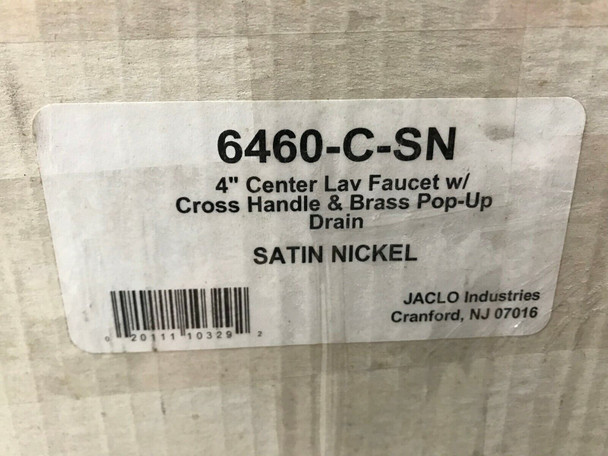 6460-C-SN
4" Center Lav Faucet w/
Cross Handle & Brass Pop-Up
Drain
SATIN NICKEL
JACLO Industries
Cranford, NJ 07016
0 20111 10329 2